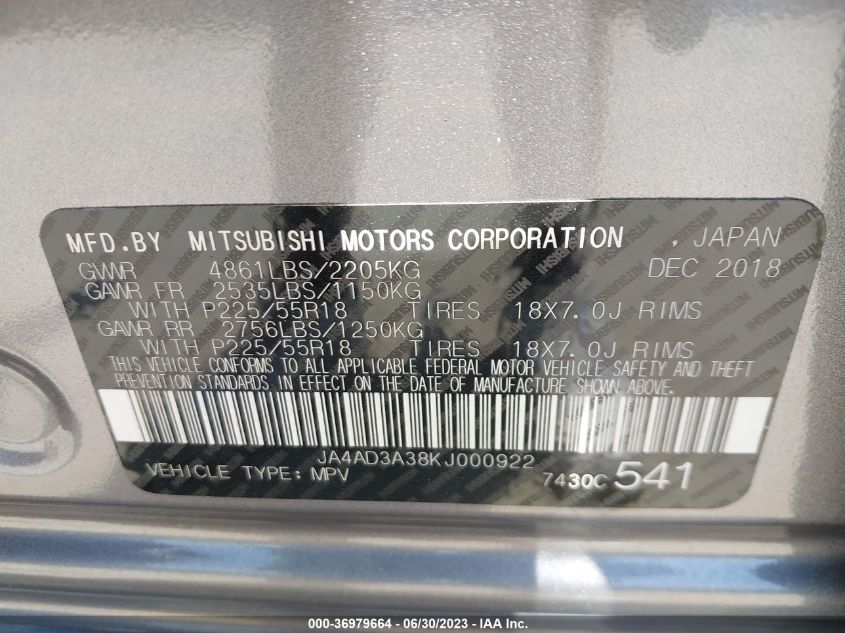 MFD.BY MITSUBISHI MOTORS CORPORATION , JAPAN
GVWR 4861LBS/2205KG DEC 2018
GAWR FR 2535LBS/1150KG
WITH P225/55R18 TIRES 18X7.0J RIMS
GAWR RR 2756LBS/1250KG
WITH P225/55R18 TIRES 18X7.0J RIMS
THIS VEHICLE CONFORMS TO ALL APPLICABLE FEDERAL MOTOR VEHICLE SAFETY AND THEFT
PREVENTION STANDARDS IN EFFECT ON THE DATE OF MANUFACTURE SHOWN ABOVE.
JA4AD3A38KJ000922
VEHICLE TYPE: MPV 7430C 541
000-36979664 - 06/30/2023 - IAA Inc.